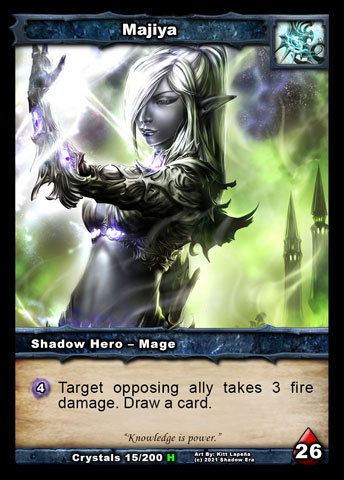 Majiya
Shadow Hero – Mage
4 Target opposing ally takes 3 fire
damage. Draw a card.
"Knowledge is power."
Crystals 15/200 H
Art By: Kitt Lapeña
(c) 2021 Shadow Era
26